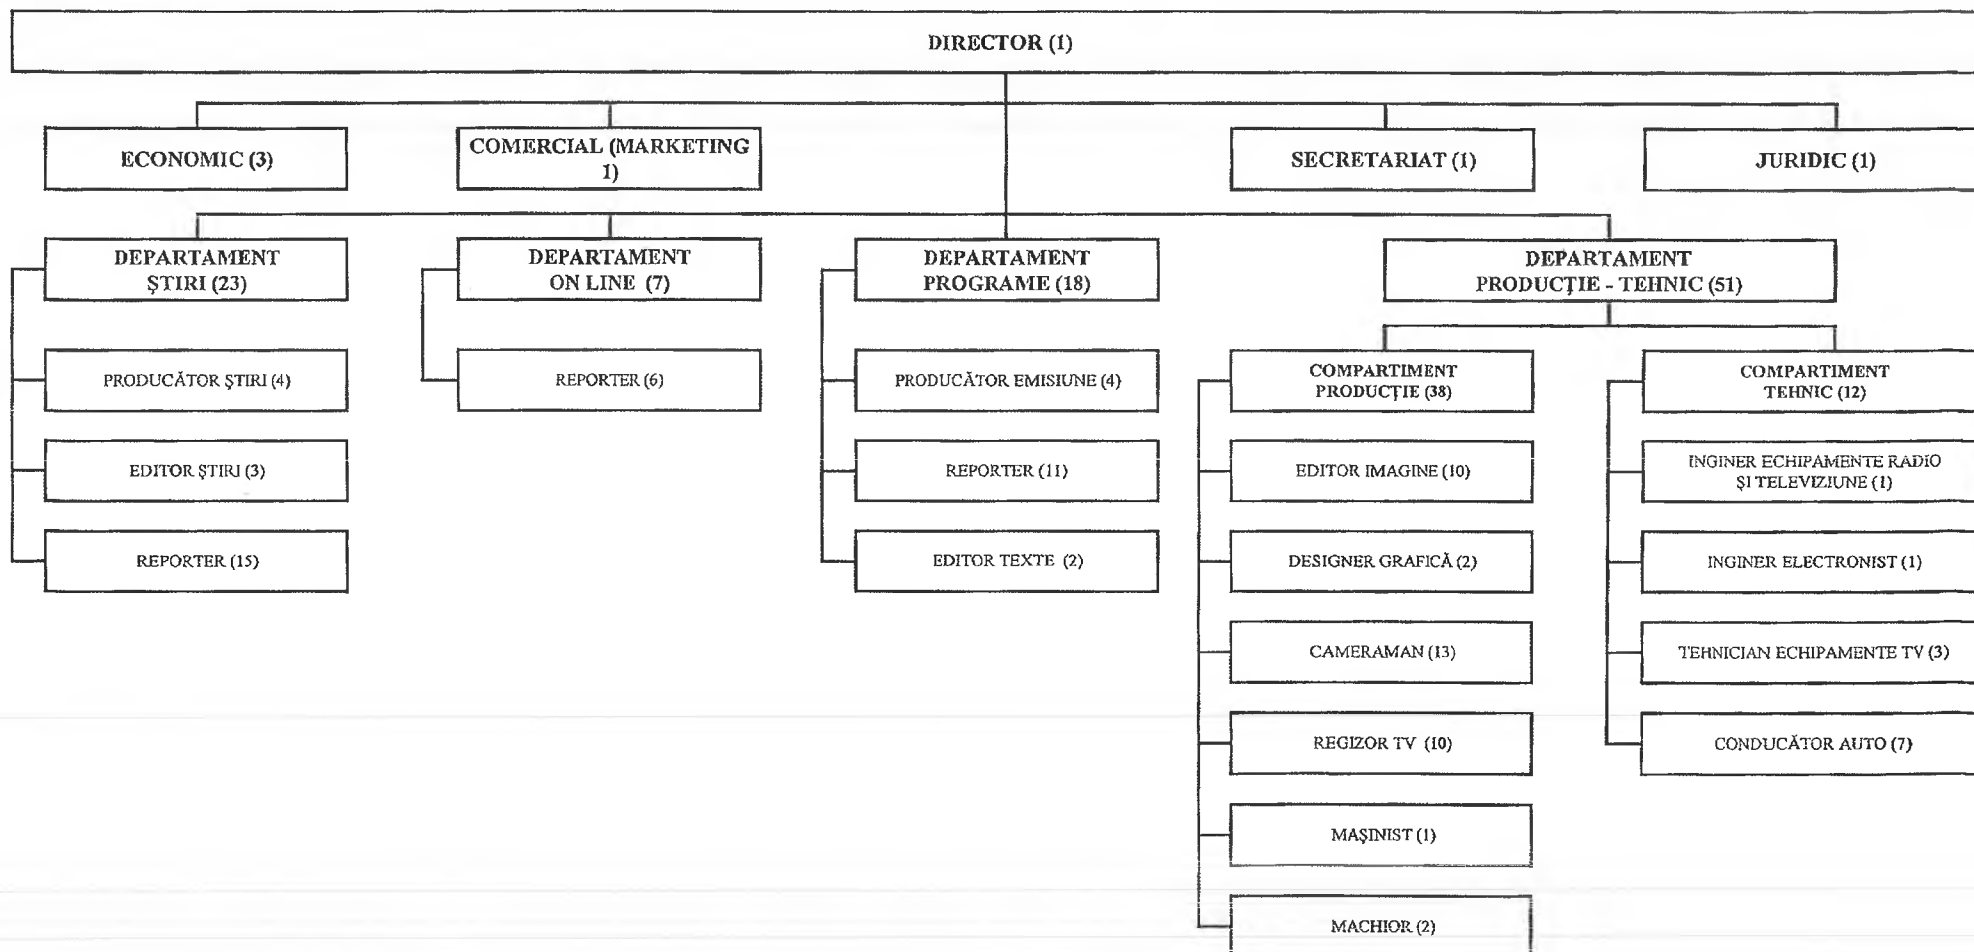 DIRECTOR (1)
ECONOMIC (3)
COMERCIAL (MARKETING
1)
SECRETARIAT (1)
JURIDIC (1)
DEPARTAMENT
ŞTIRI (23)
DEPARTAMENT
ON LINE (7)
DEPARTAMENT
PROGRAME (18)
DEPARTAMENT
PRODUCŢIE - TEHNIC (51)
PRODUCĂTOR ŞTIRI (4)
EDITOR ŞTIRI (3)
REPORTER (15)
REPORTER (6)
PRODUCĂTOR EMISIUNE (4)
REPORTER (11)
EDITOR TEXTE (2)
COMPARTIMENT
PRODUCŢIE (38)
EDITOR IMAGINE (10)
DESIGNER GRAFICĂ (2)
CAMERAMAN (13)
REGIZOR TV (10)
MAŞINIST (1)
MACHIOR (2)
COMPARTIMENT
TEHNIC (12)
INGINER ECHIPAMENTE RADIO
ŞI TELEVIZIUNE (1)
INGINER ELECTRONIST (1)
TEHNICIAN ECHIPAMENTE TV (3)
CONDUCĂTOR AUTO (7)